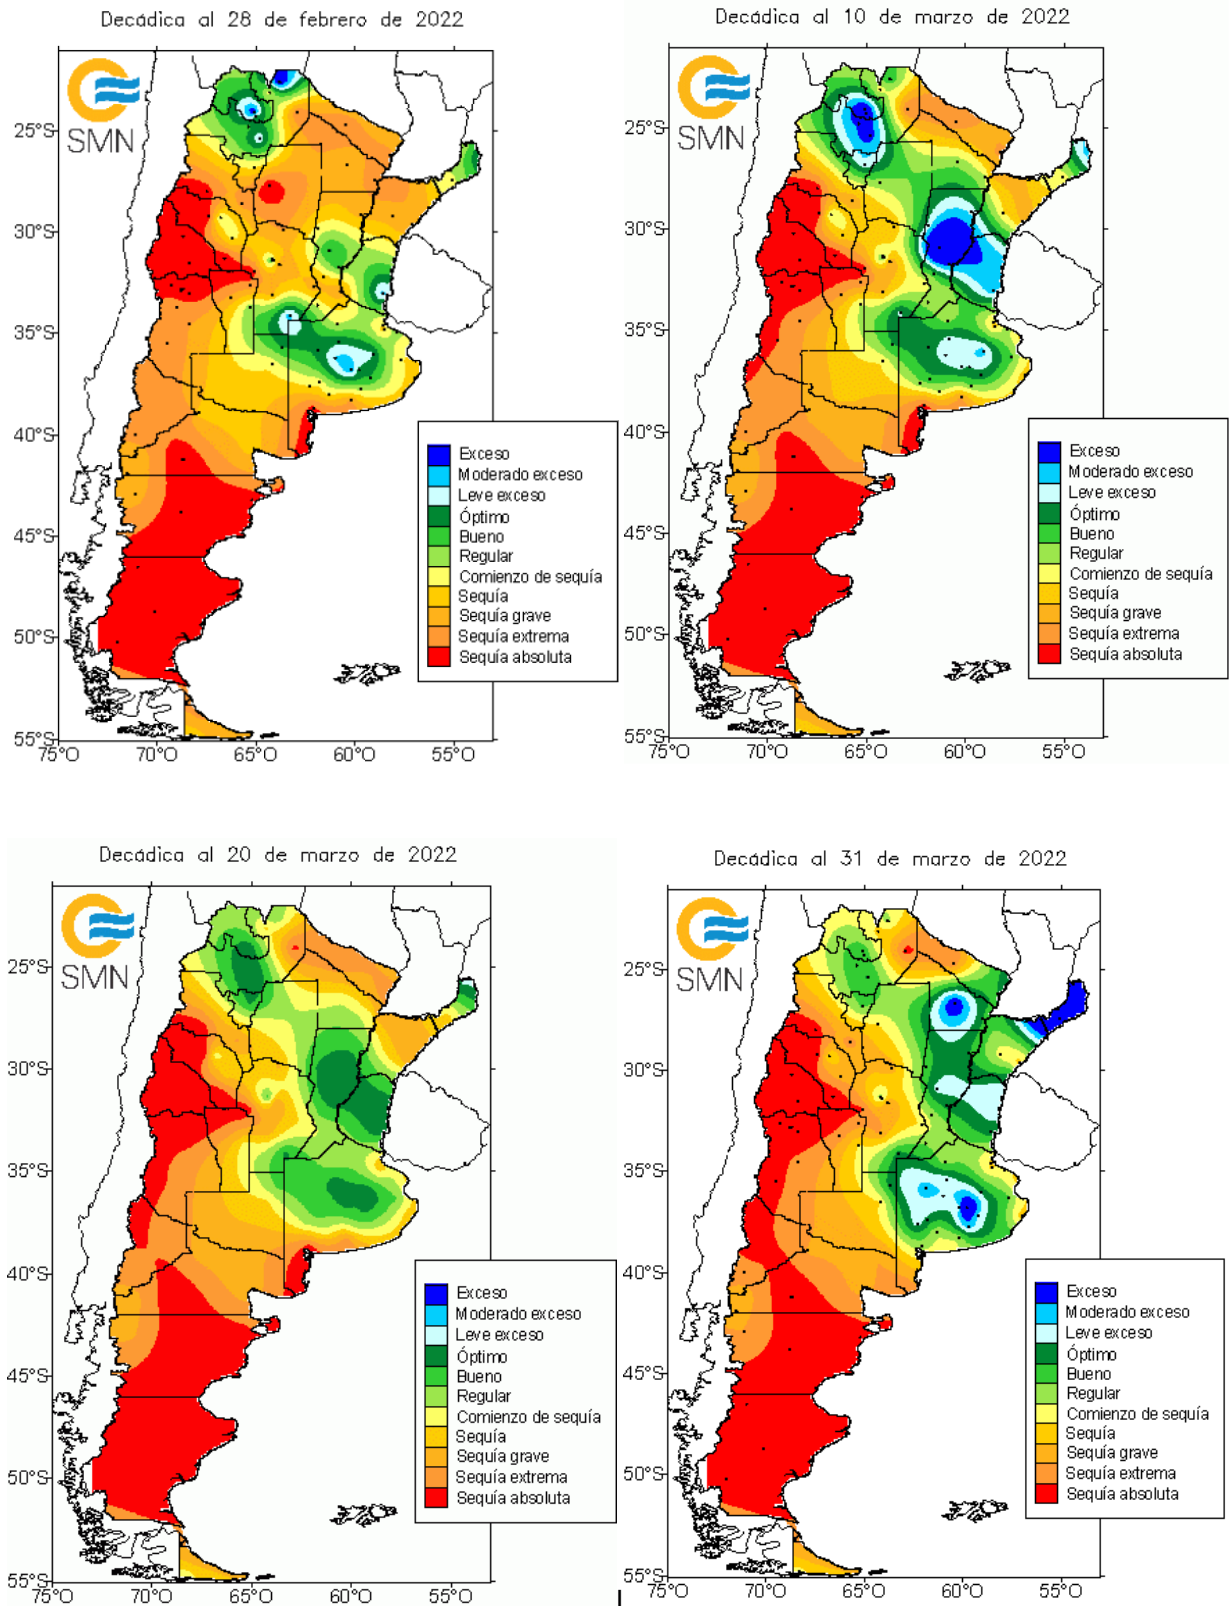 Decádica al 28 de febrero de 2022
SMN
25°S
30°S
35°S
40°S
45°S
50°S
55°S
75°O 70°O 65°O 60°O 55°O
Exceso
Moderado exceso
Leve exceso
Óptimo
Bueno
Regular
Comienzo de sequía
Sequía
Sequía grave
Sequía extrema
Sequía absoluta
Decádica al 10 de marzo de 2022
SMN
25°S
30°S
35°S
40°S
45°S
50°S
55°S
75°O 70°O 65°O 60°O 55°O
Exceso
Moderado exceso
Leve exceso
Óptimo
Bueno
Regular
Comienzo de sequía
Sequía
Sequía grave
Sequía extrema
Sequía absoluta
Decádica al 20 de marzo de 2022
SMN
25°S
30°S
35°S
40°S
45°S
50°S
55°S
75°O 70°O 65°O 60°O 55°O
Exceso
Moderado exceso
Leve exceso
Óptimo
Bueno
Regular
Comienzo de sequía
Sequía
Sequía grave
Sequía extrema
Sequía absoluta
Decádica al 31 de marzo de 2022
SMN
25°S
30°S
35°S
40°S
45°S
50°S
55°S
75°O 70°O 65°O 60°O 55°O
Exceso
Moderado exceso
Leve exceso
Óptimo
Bueno
Regular
Comienzo de sequía
Sequía
Sequía grave
Sequía extrema
Sequía absoluta